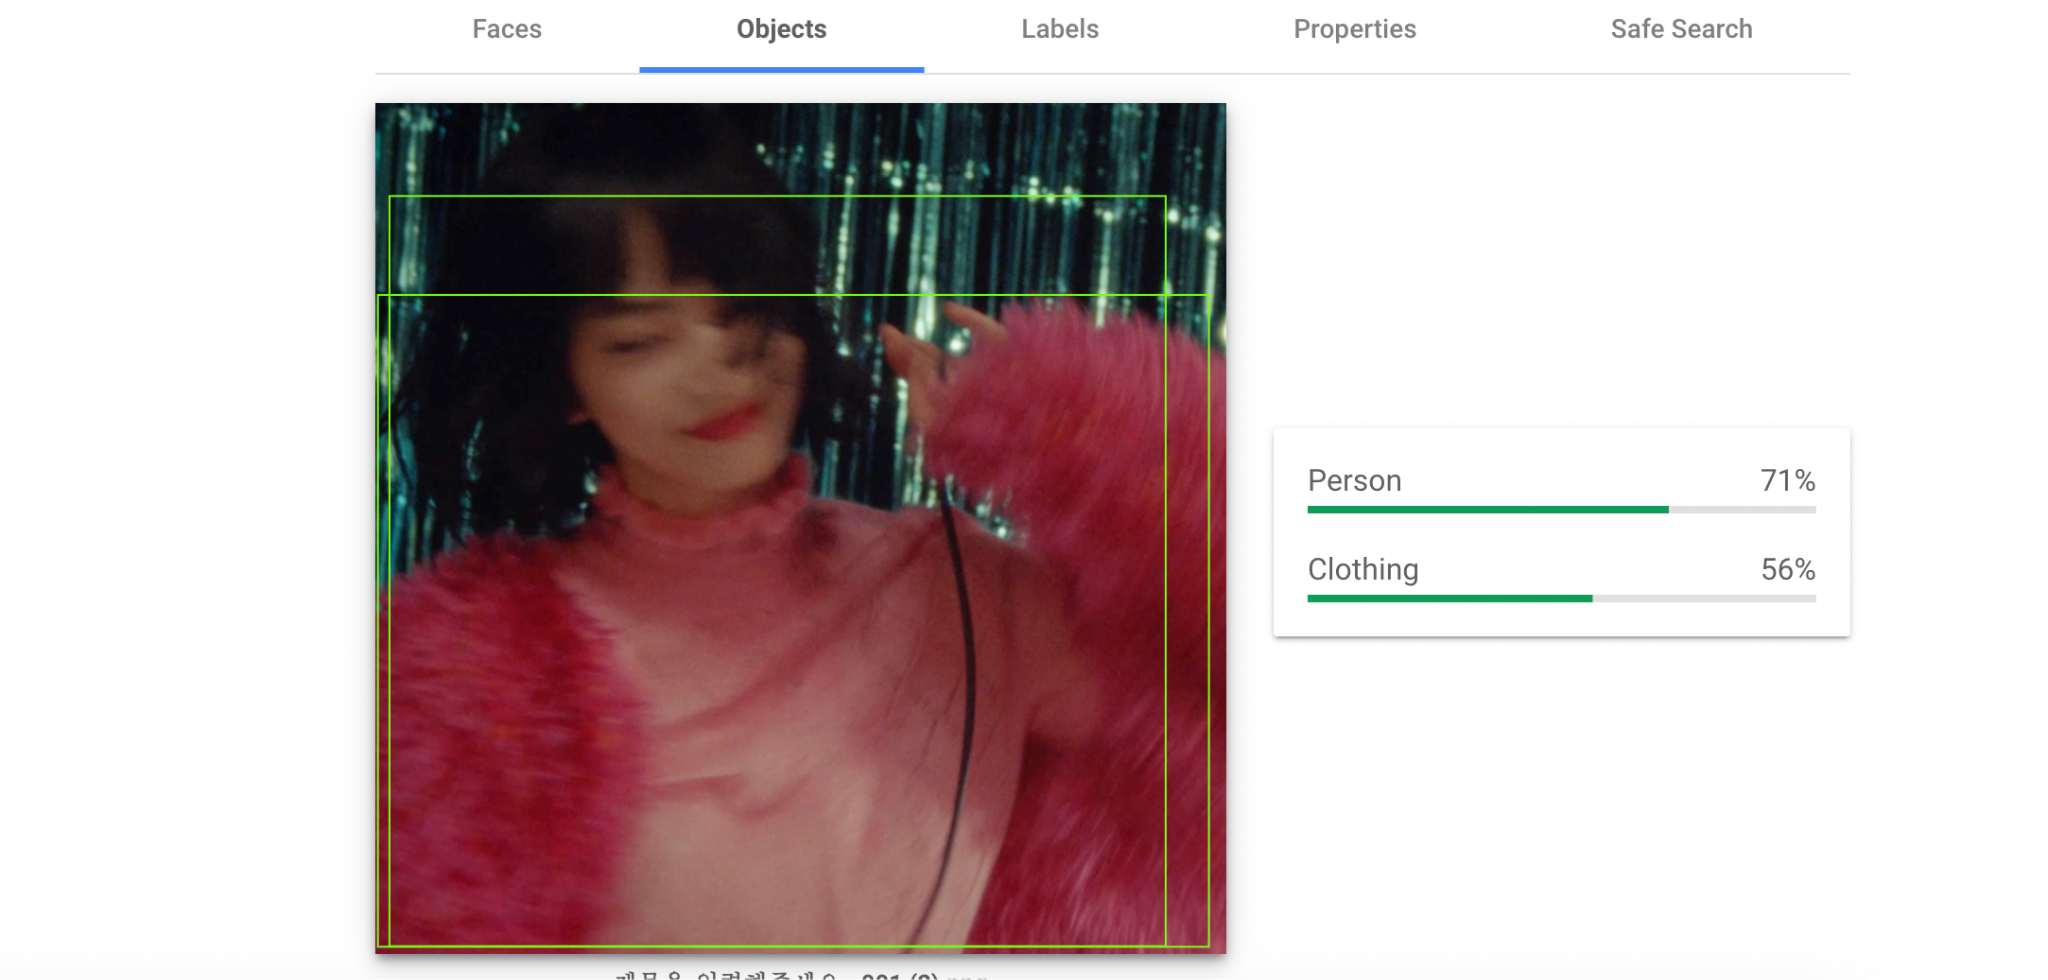 Faces Objects Labels Properties Safe Search
Person 71%
Clothing 56%